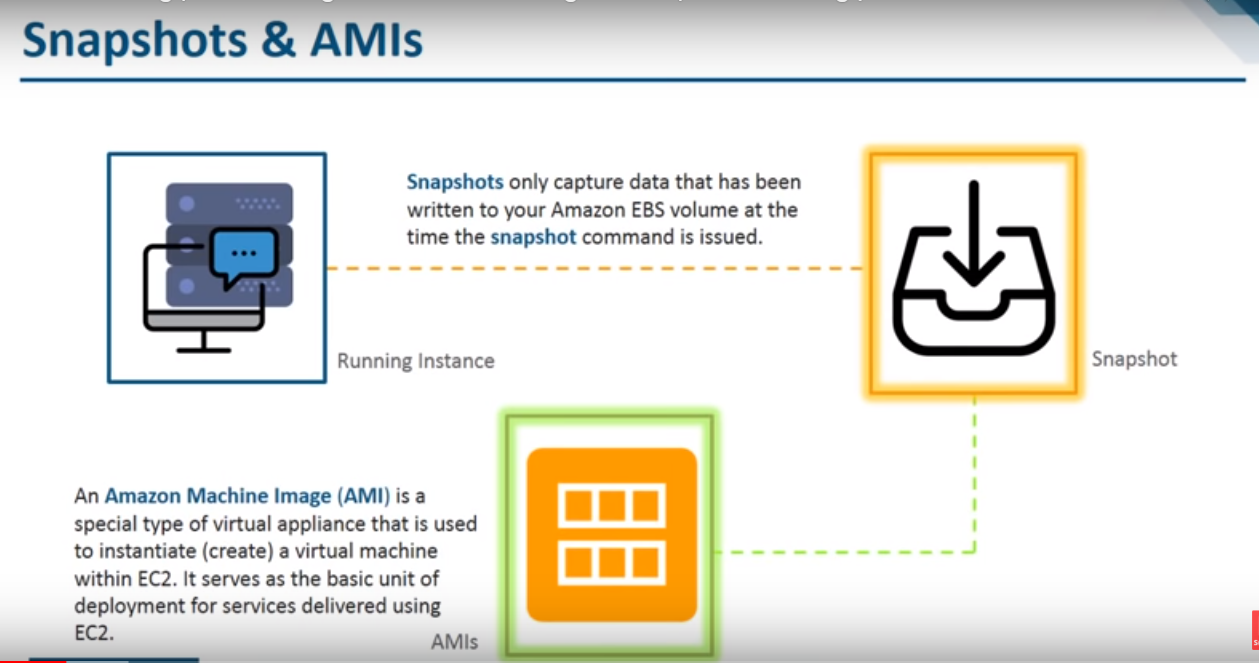 Snapshots & AMIs
Snapshots only capture data that has been
written to your Amazon EBS volume at the
time the snapshot command is issued.
Running Instance
Snapshot
An Amazon Machine Image (AMI) is a
special type of virtual appliance that is used
to instantiate (create) a virtual machine
within EC2. It serves as the basic unit of
deployment for services delivered using
EC2.
AMIs